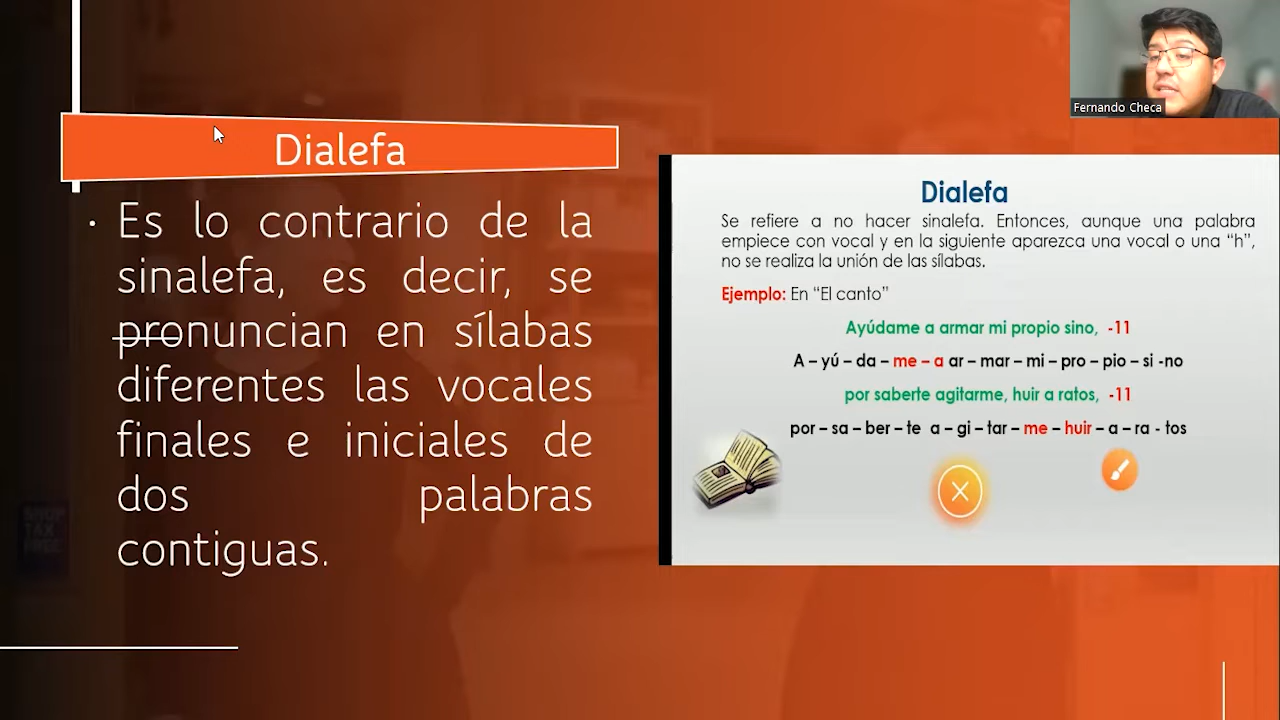 Dialefa
· Es lo contrario de la
sinalefa, es decir, se
pronuncian en sílabas
diferentes las vocales
finales e iniciales de
dos palabras
contiguas.
Fernando Checa
Dialefa
Se refiere a no hacer sinalefa. Entonces, aunque una palabra
empiece con vocal y en la siguiente aparezca una vocal o una “h”,
no se realiza la unión de las sílabas.
Ejemplo: En “El canto”
Ayúdame a armar mi propio sino, -11
A – yú – da – me – a ar – mar – mi – pro – pio – si -no
por saberte agitarme, huir a ratos, -11
por – sa – ber – te a – gi – tar – me – huir – a – ra - tos
TAX
FREE